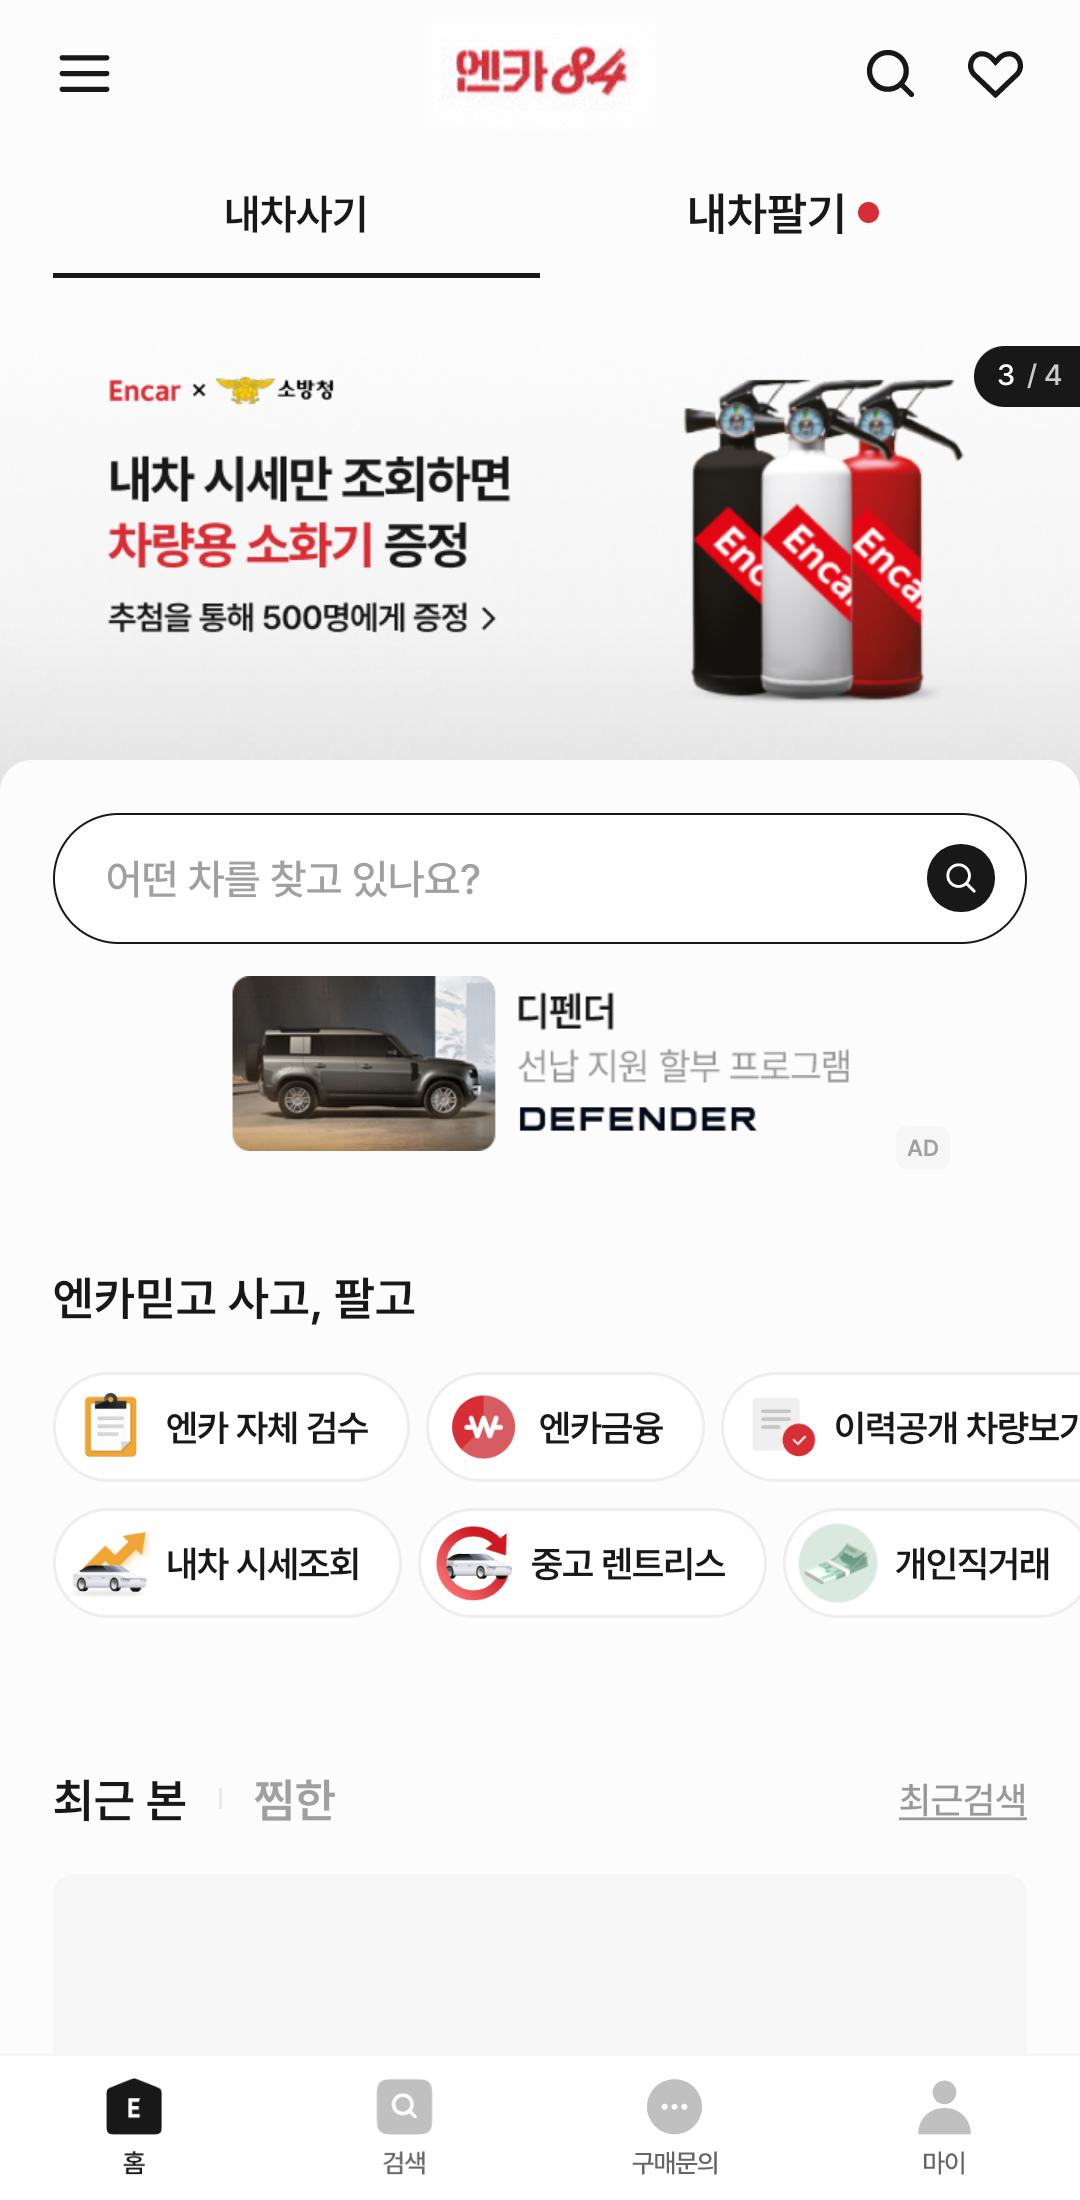 엔카84
내차사기
내차팔기
3 / 4
Encar × 소방청
내차 시세만 조회하면
차량용 소화기 증정
추첨을 통해 500명에게 증정 >
Enc
Encar
Encar
어떤 차를 찾고 있나요?
디펜더
선납 지원 할부 프로그램
DEFENDER
AD
엔카믿고 사고, 팔고
엔카 자체 검수
엔카금융
이력공개 차량보기
내차 시세조회
중고 렌트리스
개인직거래
최근 본
찜한
최근검색
E
홈
검색
구매문의
마이